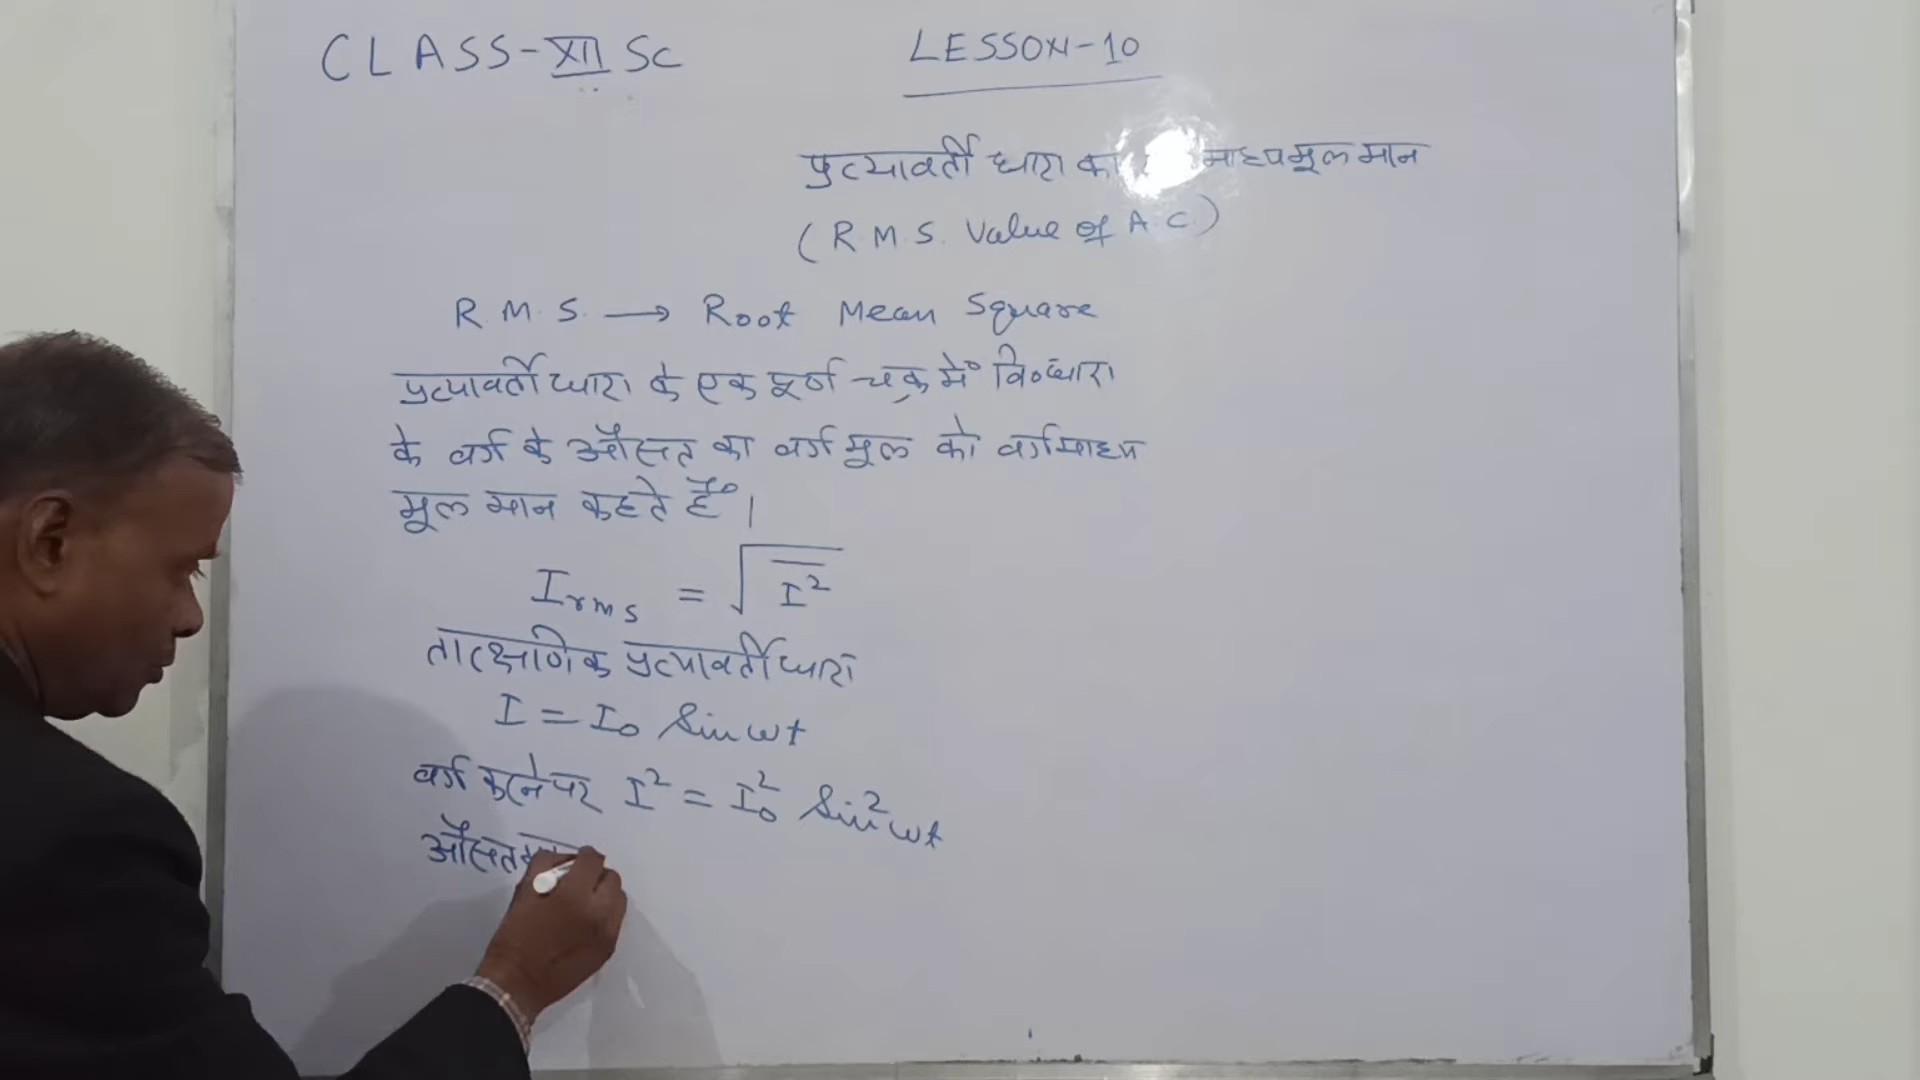 CLASS-XII Sc
LESSON-10
प्रत्यावर्ती धारा का माध्यमूल मान
(R.M.S. Value of A.C.)
R.M.S. → Root Mean Square
प्रत्यावर्ती धारा के एक पूर्ण चक्र में वि०धारा
के वर्ग के औसत का वर्गमूल को वर्गमाध्य
मूल मान कहते हैं।
Irms = √(I̅²)
तात्क्षणिक प्रत्यावर्ती धारा
I = I₀ Sin ωt
वर्ग करने पर I² = I₀² Sin² ωt
औसत